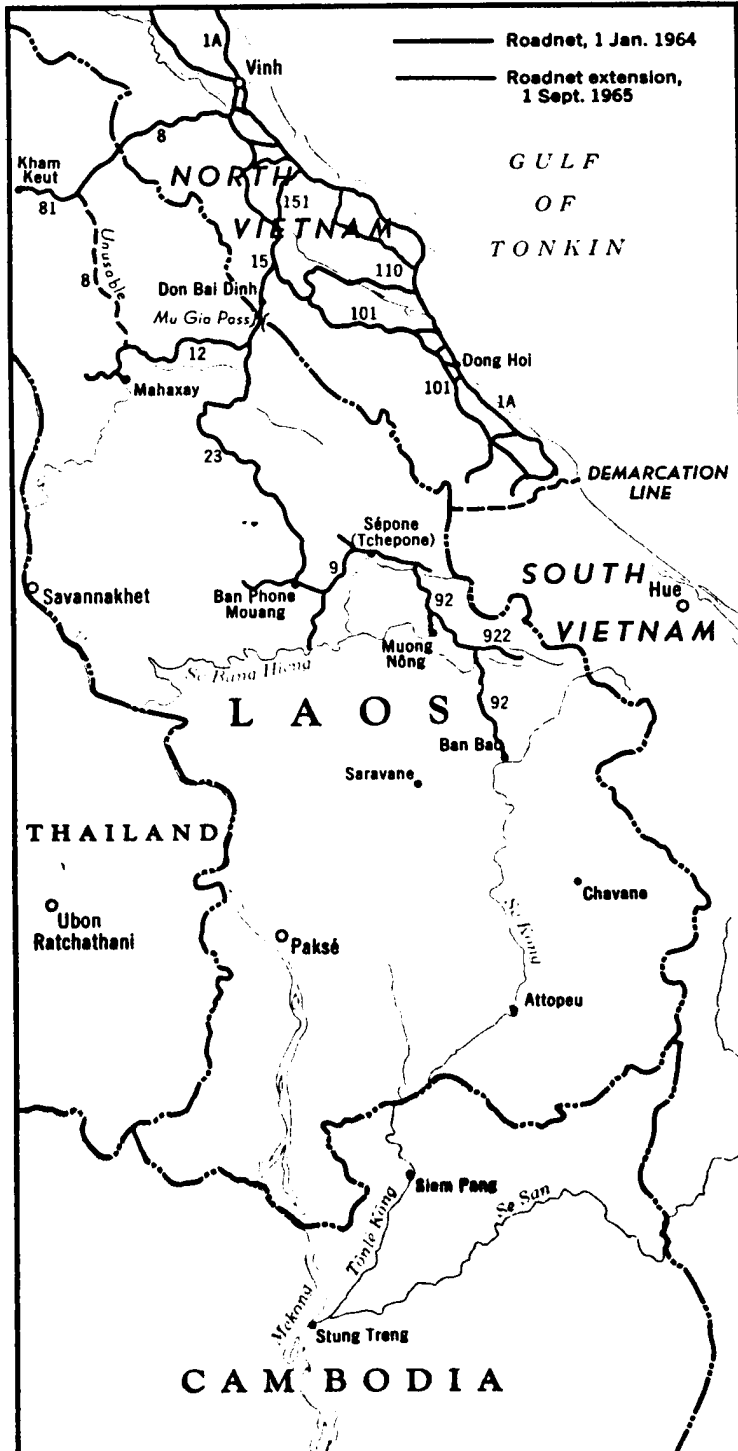 1A
Roadnet, 1 Jan. 1964
Vinh
Roadnet extension,
1 Sept. 1965
8
Kham
Keut
NORTH
GULF
OF
TONKIN
81
151
VIETNAM
Unusable
8
15
110
Don Bai Dinh
Mu Gia Pass
101
12
Dong Hoi
Mahaxay
101
1A
23
DEMARCATION
LINE
Sépone
(Tchepone)
9
SOUTH
Hue
Savannakhet
Ban Phone
Mouang
92
VIETNAM
922
Muong
Nông
Se Bang Hieng
LAOS
92
Ban Bac
Saravane
THAILAND
Chavane
Ubon
Ratchathani
Se Kong
Paksé
Attopeu
Siem Pang
Se San
Tônle Kông
Mekong
Stung Treng
CAMBODIA